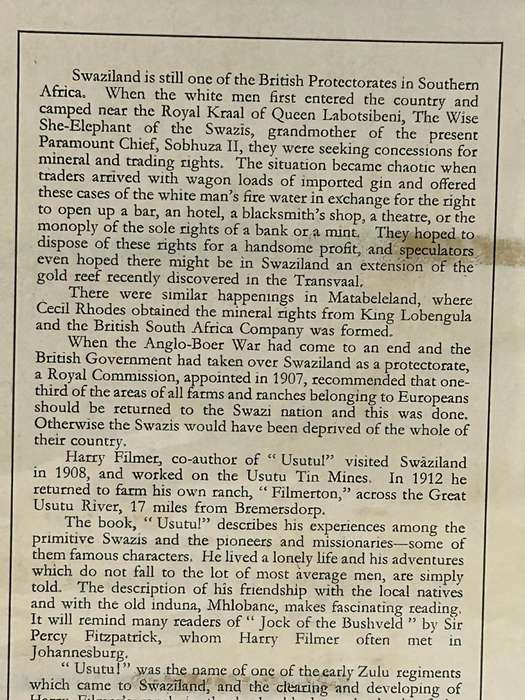 Swaziland is still one of the British Protectorates in Southern
Africa. When the white men first entered the country and
camped near the Royal Kraal of Queen Labotsibeni, The Wise
She-Elephant of the Swazis, grandmother of the present
Paramount Chief, Sobhuza II, they were seeking concessions for
mineral and trading rights. The situation became chaotic when
traders arrived with wagon loads of imported gin and offered
these cases of the white man's fire water in exchange for the right
to open up a bar, an hotel, a blacksmith's shop, a theatre, or the
monoply of the sole rights of a bank or a mint. They hoped to
dispose of these rights for a handsome profit, and speculators
even hoped there might be in Swaziland an extension of the
gold reef recently discovered in the Transvaal.
There were similar happenings in Matabeleland, where
Cecil Rhodes obtained the mineral rights from King Lobengula
and the British South Africa Company was formed.
When the Anglo-Boer War had come to an end and the
British Government had taken over Swaziland as a protectorate,
a Royal Commission, appointed in 1907, recommended that one-
third of the areas of all farms and ranches belonging to Europeans
should be returned to the Swazi nation and this was done.
Otherwise the Swazis would have been deprived of the whole of
their country.
Harry Filmer, co-author of " Usutu!" visited Swaziland
in 1908, and worked on the Usutu Tin Mines. In 1912 he
returned to farm his own ranch, " Filmerton," across the Great
Usutu River, 17 miles from Bremersdorp.
The book, " Usutu!" describes his experiences among the
primitive Swazis and the pioneers and missionaries—some of
them famous characters. He lived a lonely life and his adventures
which do not fall to the lot of most average men, are simply
told. The description of his friendship with the local natives
and with the old induna, Mhlobane, makes fascinating reading.
It will remind many readers of " Jock of the Bushveld " by Sir
Percy Fitzpatrick, whom Harry Filmer often met in
Johannesburg.
" Usutu!" was the name of one of the early Zulu regiments
which came to Swaziland, and the clearing and developing of